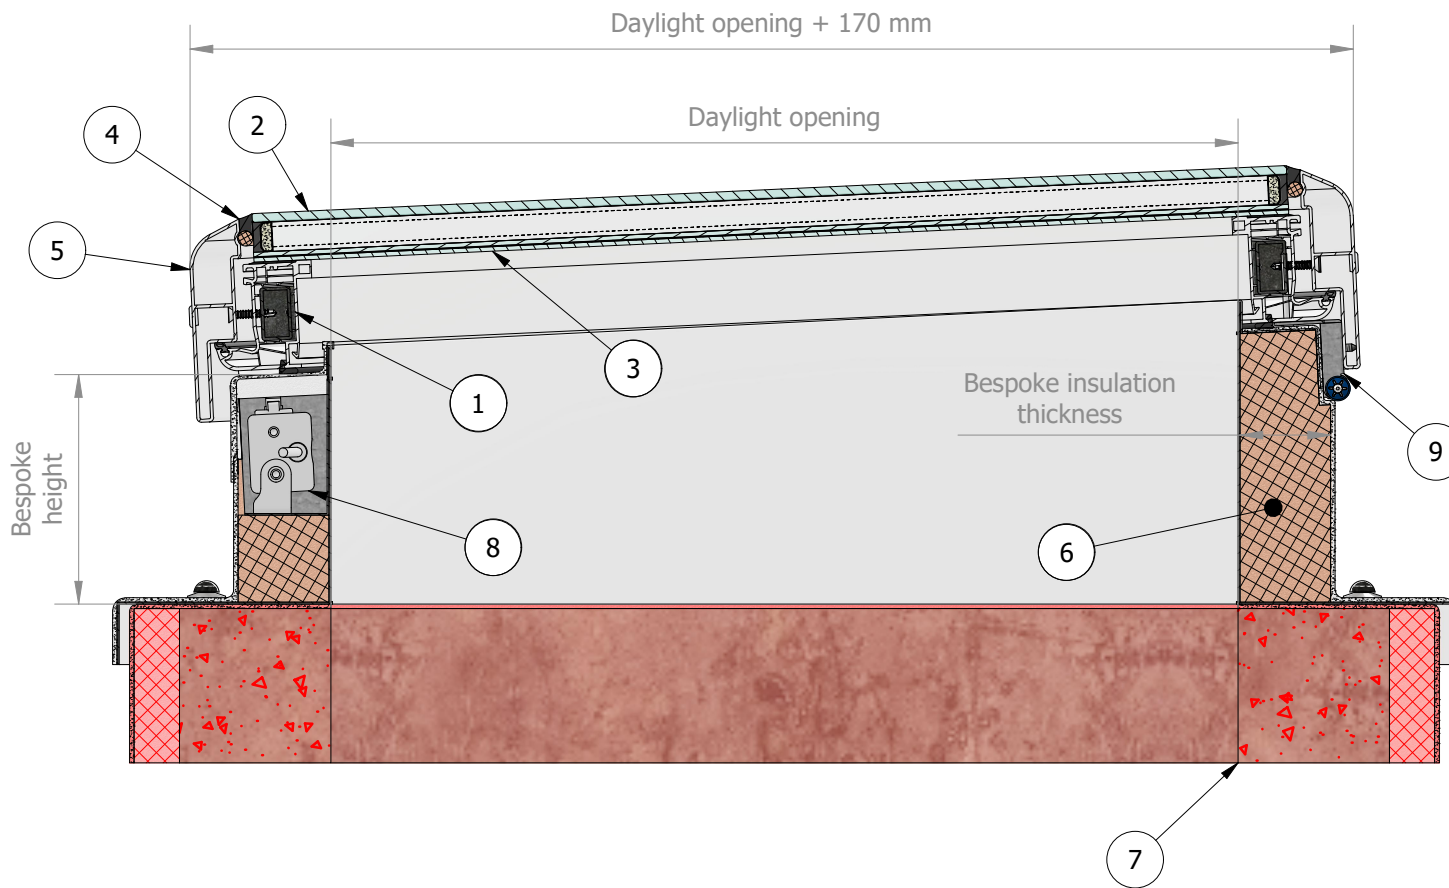 Daylight opening + 170 mm
Daylight opening
4
2
5
3
1
Bespoke insulation
thickness
9
Bespoke
height
8
6
7